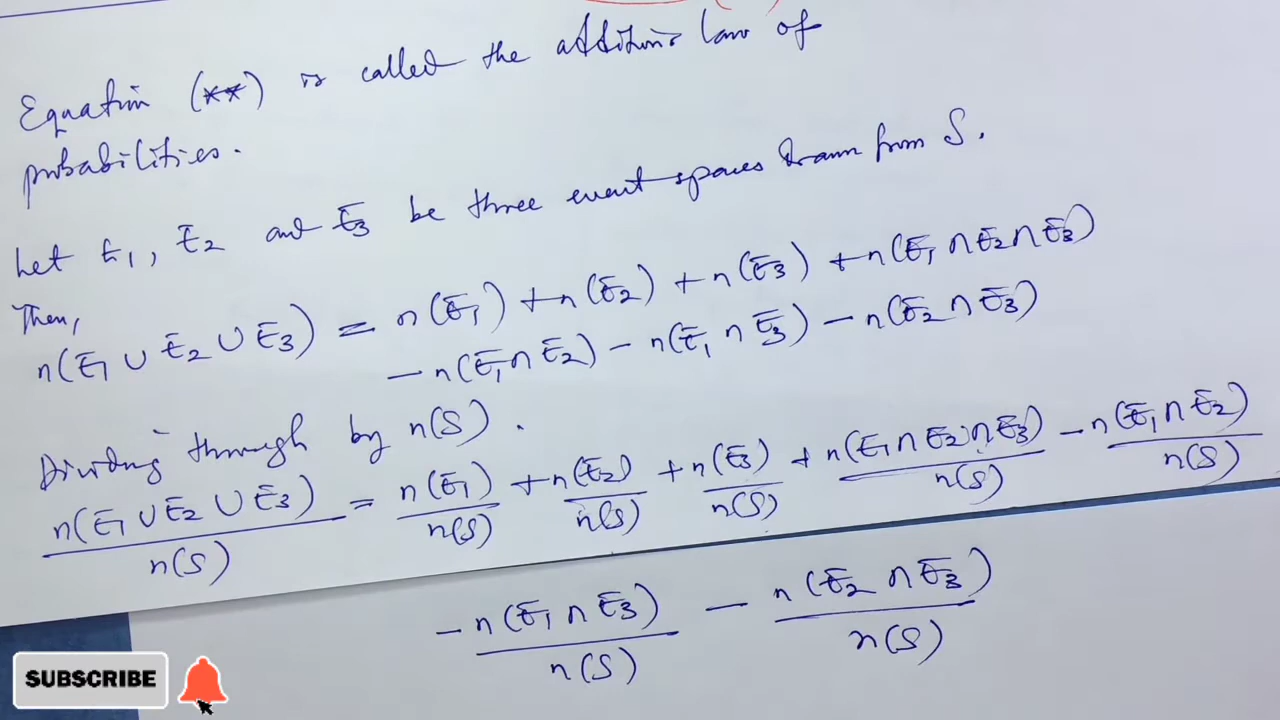 Equation (**) is called the addition law of
probabilities.
Let E1, E2 and E3 be three event spaces drawn from S.
Then,
n(E1 ∪ E2 ∪ E3) = n(E1) + n(E2) + n(E3) + n(E1 ∩ E2 ∩ E3)
- n(E1 ∩ E2) - n(E1 ∩ E3) - n(E2 ∩ E3)
Dividing through by n(S).
n(E1 ∪ E2 ∪ E3)/n(S) = n(E1)/n(S) + n(E2)/n(S) + n(E3)/n(S) + n(E1 ∩ E2 ∩ E3)/n(S) - n(E1 ∩ E2)/n(S)
- n(E1 ∩ E3)/n(S) - n(E2 ∩ E3)/n(S)
SUBSCRIBE